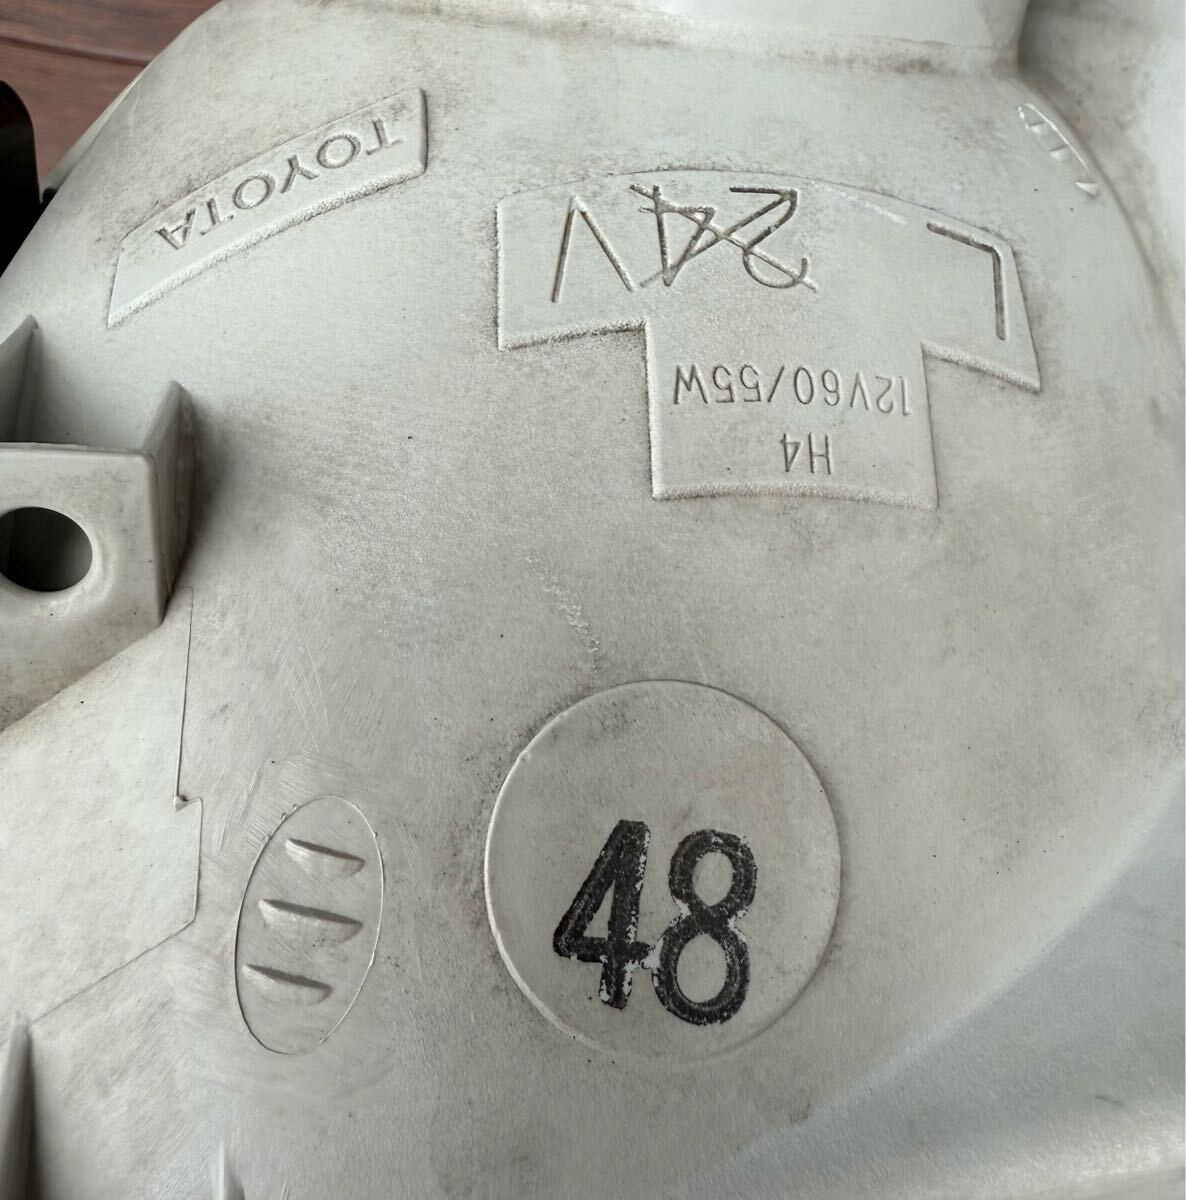 TOYOTA
H4
12V60/55W
L 24V
48